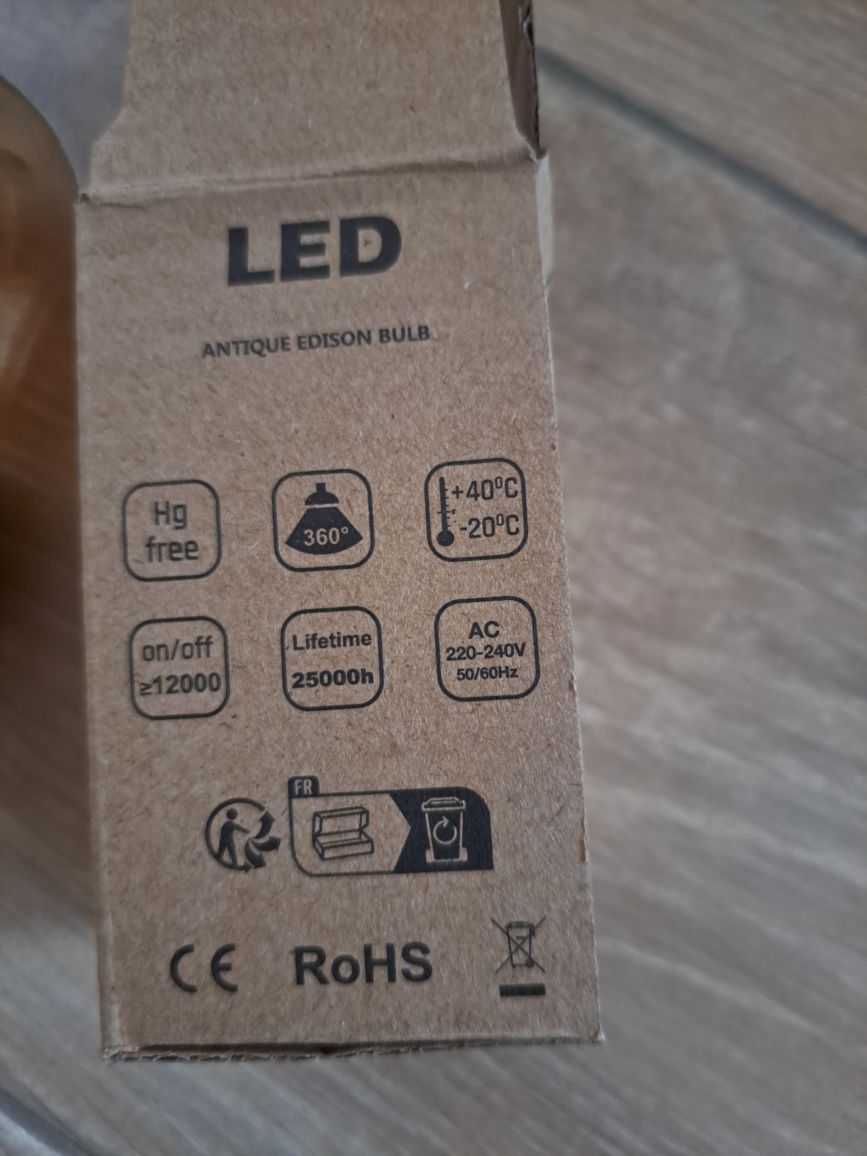 LED
ANTIQUE EDISON BULB
Hg
free
360°
+40°C
-20°C
on/off
≥12000
Lifetime
25000h
AC
220-240V
50/60Hz
FR
CE
RoHS